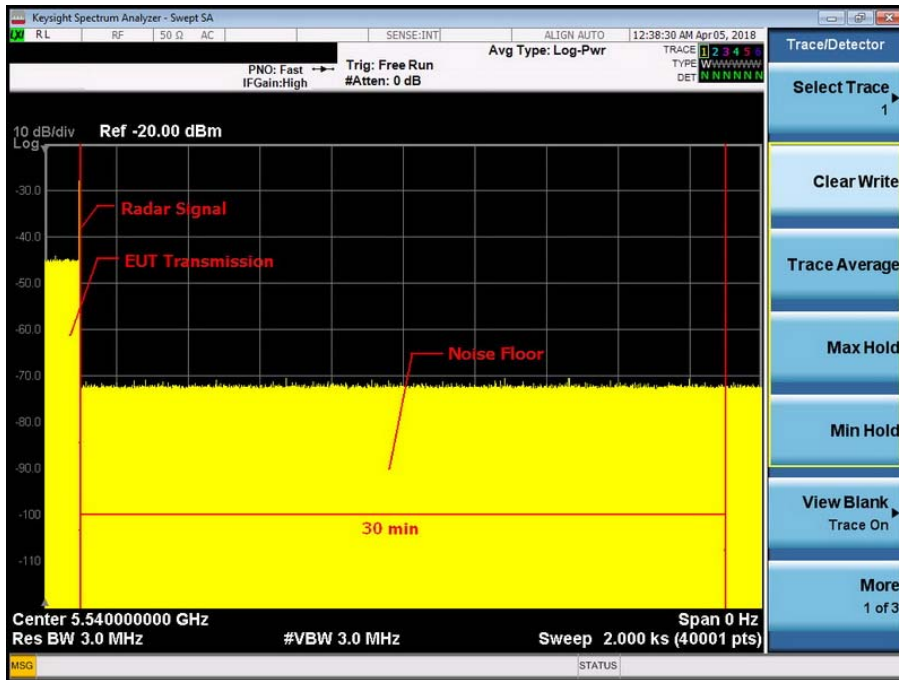 Keysight Spectrum Analyzer - Swept SA
LXI RL RF 50 Ω AC SENSE:INT ALIGN AUTO 12:38:30 AM Apr 05, 2018
Avg Type: Log-Pwr
TRACE 1 2 3 4 5 6
TYPE WWWWWW
DET N N N N N N
PNO: Fast
IFGain:High
Trig: Free Run
#Atten: 0 dB
10 dB/div
Log
Ref -20.00 dBm
-30.0
-40.0
-50.0
-60.0
-70.0
-80.0
-90.0
-100
-110
Radar Signal
EUT Transmission
Noise Floor
30 min
Center 5.540000000 GHz
Span 0 Hz
Res BW 3.0 MHz
#VBW 3.0 MHz
Sweep 2.000 ks (40001 pts)
MSG
STATUS
Trace/Detector
Select Trace
1
Clear Write
Trace Average
Max Hold
Min Hold
View Blank
Trace On
More
1 of 3